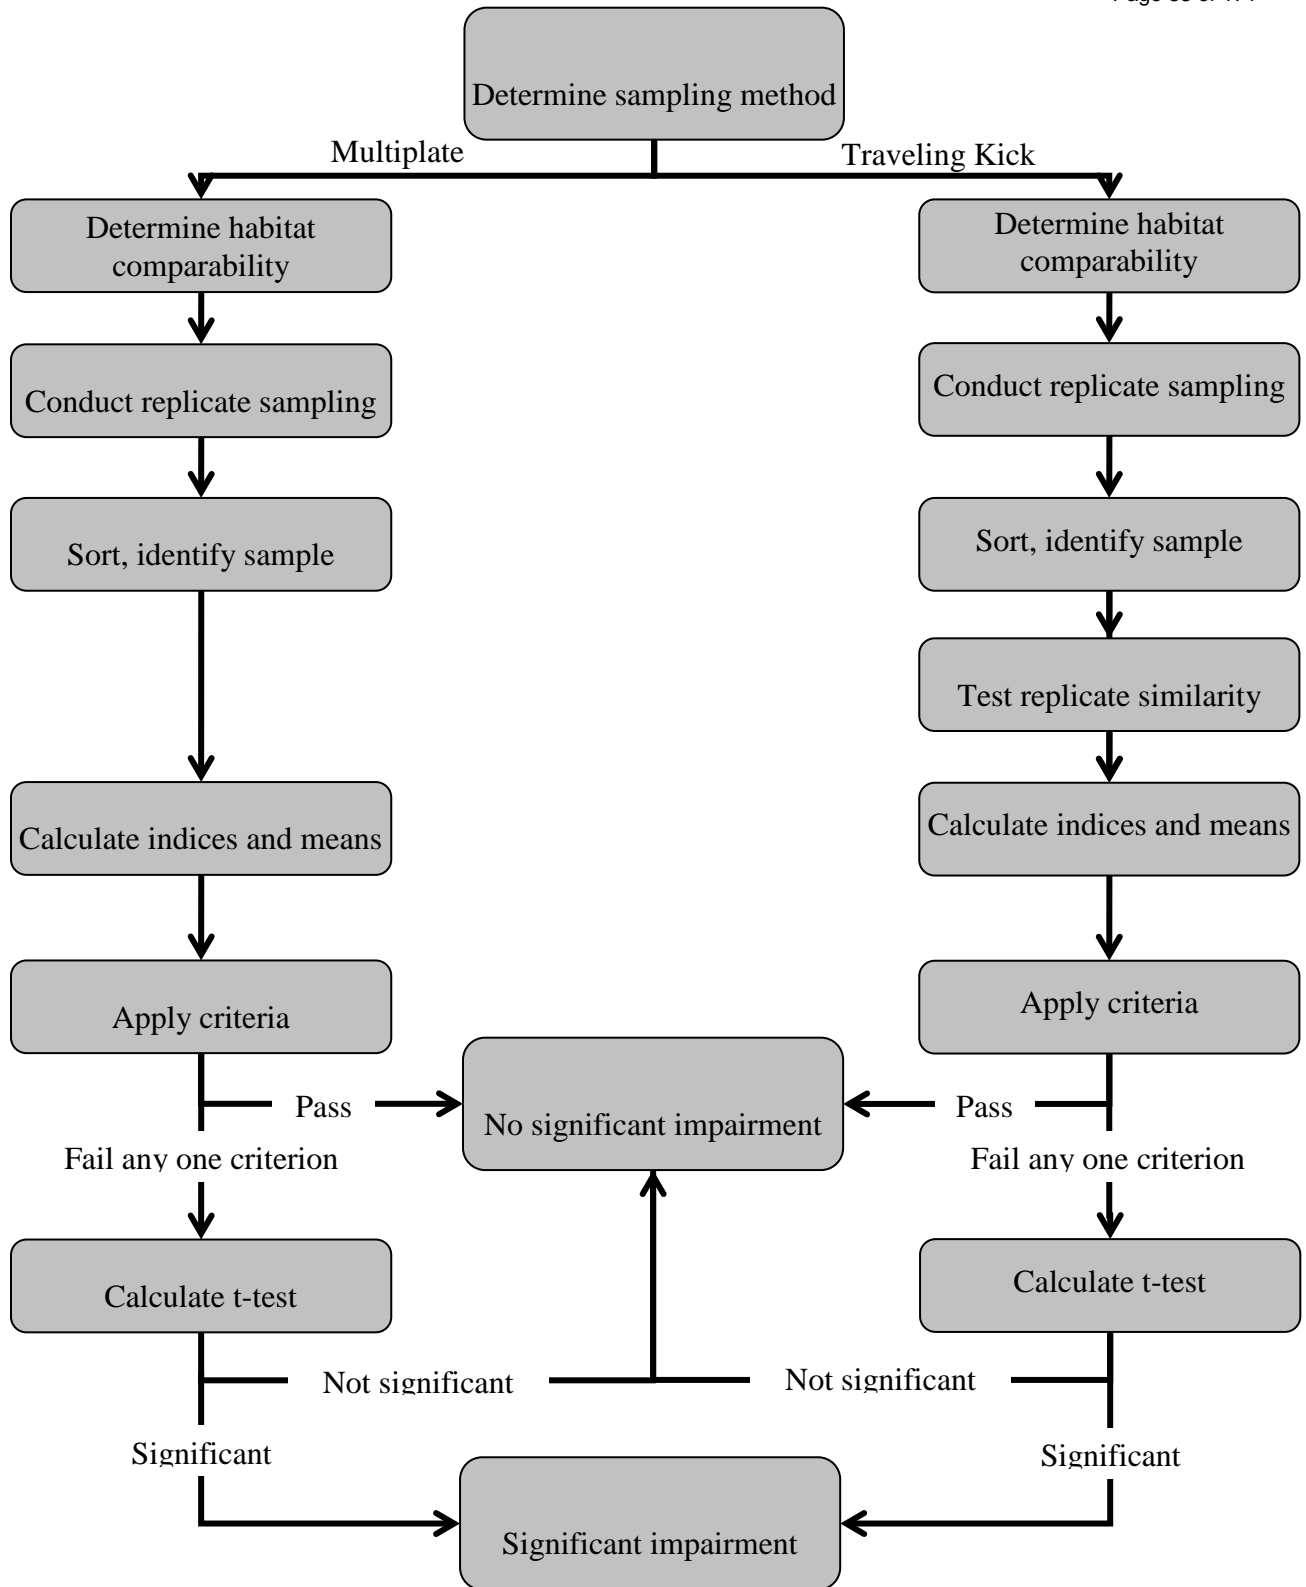 Determine sampling method
Multiplate
Traveling Kick
Determine habitat
comparability
Determine habitat
comparability
Conduct replicate sampling
Conduct replicate sampling
Sort, identify sample
Sort, identify sample
Test replicate similarity
Calculate indices and means
Calculate indices and means
Apply criteria
Apply criteria
Pass
Pass
No significant impairment
Fail any one criterion
Fail any one criterion
Calculate t-test
Calculate t-test
Not significant
Not significant
Significant
Significant
Significant impairment